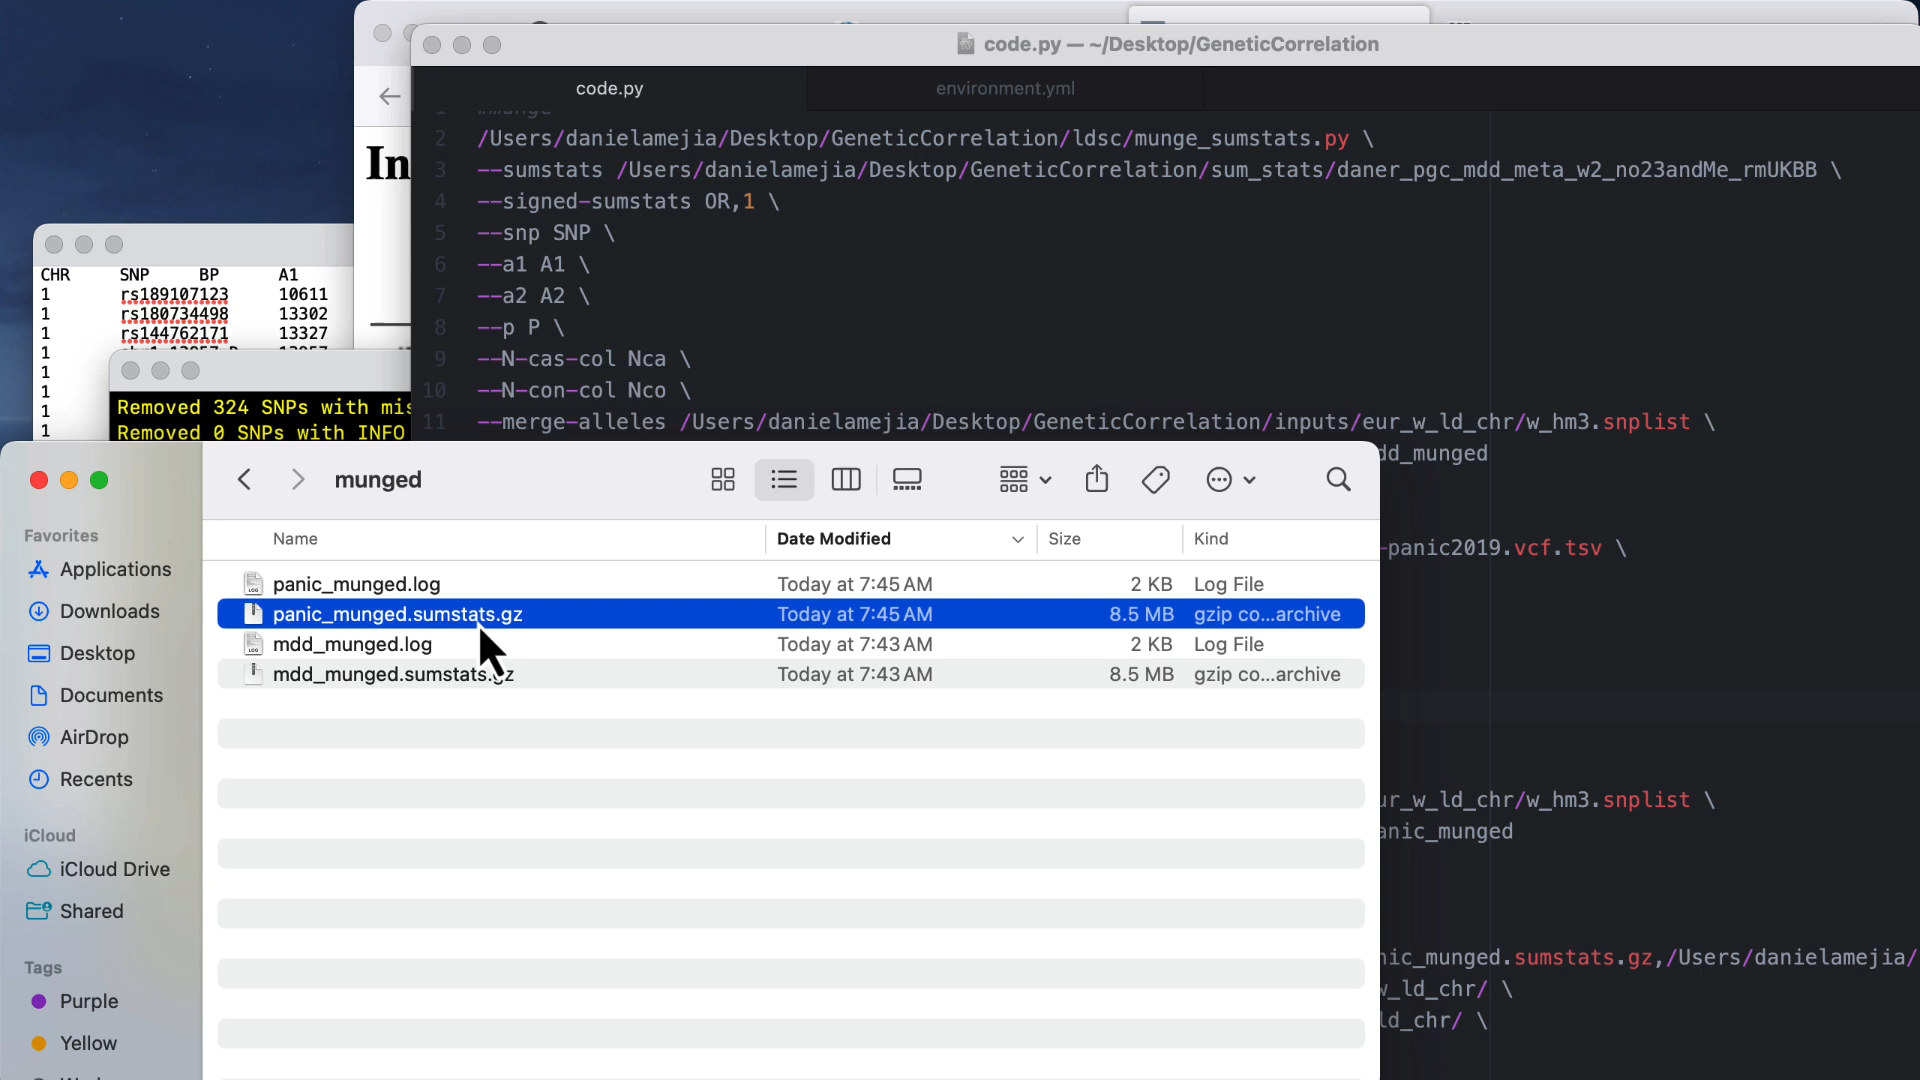 code.py — ~/Desktop/GeneticCorrelation
code.py
environment.yml
2 /Users/danielamejia/Desktop/GeneticCorrelation/ldsc/munge_sumstats.py \
3 --sumstats /Users/danielamejia/Desktop/GeneticCorrelation/sum_stats/daner_pgc_mdd_meta_w2_no23andMe_rmUKBB \
4 --signed-sumstats OR,1 \
5 --snp SNP \
6 --a1 A1 \
7 --a2 A2 \
8 --p P \
9 --N-cas-col Nca \
10 --N-con-col Nco \
11 --merge-alleles /Users/danielamejia/Desktop/GeneticCorrelation/inputs/eur_w_ld_chr/w_hm3.snplist \
dd_munged
-panic2019.vcf.tsv \
ur_w_ld_chr/w_hm3.snplist \
anic_munged
nic_munged.sumstats.gz,/Users/danielamejia/
w_ld_chr/ \
ld_chr/ \
In
CHR SNP BP A1
1 rs189107123 10611
1 rs180734498 13302
1 rs144762171 13327
1
1
1
1
1
Removed 324 SNPs with mis
Removed 0 SNPs with INFO
munged
Name Date Modified Size Kind
panic_munged.log Today at 7:45 AM 2 KB Log File
panic_munged.sumstats.gz Today at 7:45 AM 8.5 MB gzip co...archive
mdd_munged.log Today at 7:43 AM 2 KB Log File
mdd_munged.sumstats.gz Today at 7:43 AM 8.5 MB gzip co...archive
Favorites
Applications
Downloads
Desktop
Documents
AirDrop
Recents
iCloud
iCloud Drive
Shared
Tags
Purple
Yellow